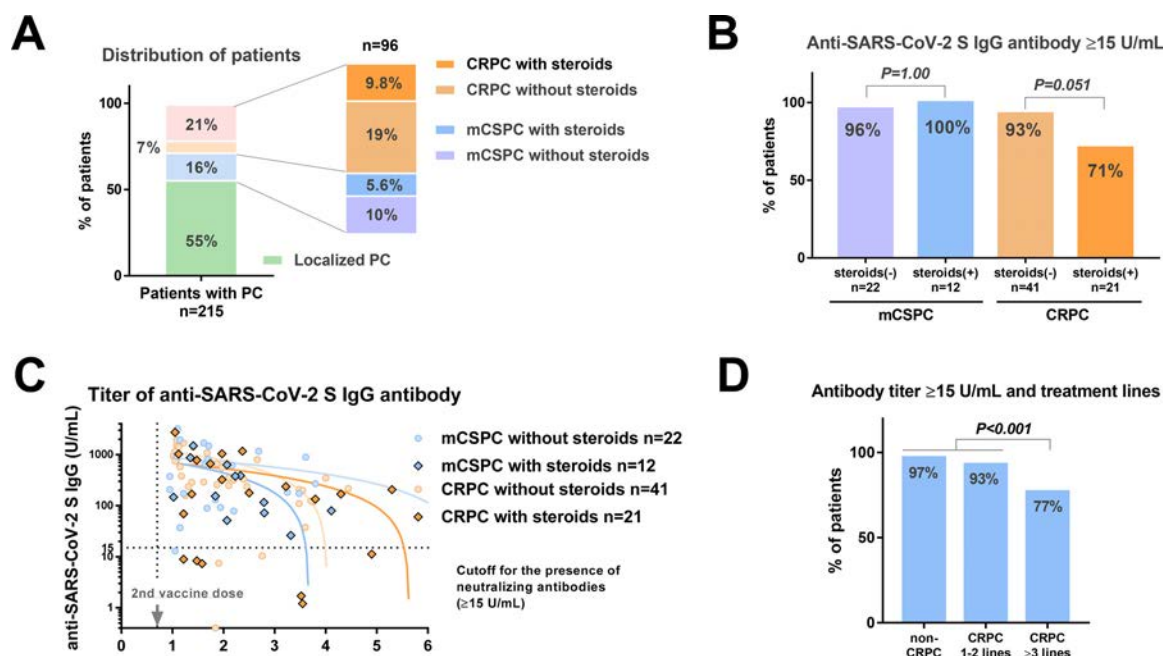 A
Distribution of patients
n=96
% of patients
100
50
0
21%
7%
16%
55%
9.8%
19%
5.6%
10%
CRPC with steroids
CRPC without steroids
mCSPC with steroids
mCSPC without steroids
Localized PC
Patients with PC
n=215
B
Anti-SARS-CoV-2 S IgG antibody ≥15 U/mL
P=1.00
P=0.051
% of patients
100
50
0
96%
100%
93%
71%
steroids(-) steroids(+) steroids(-) steroids(+)
n=22 n=12 n=41 n=21
mCSPC CRPC
C
Titer of anti-SARS-CoV-2 S IgG antibody
anti-SARS-CoV-2 S IgG (U/mL)
1000
100
15
10
1
2nd vaccine dose
0 1 2 3 4 5 6
mCSPC without steroids n=22
mCSPC with steroids n=12
CRPC without steroids n=41
CRPC with steroids n=21
Cutoff for the presence of
neutralizing antibodies
(≥15 U/mL)
D
Antibody titer ≥15 U/mL and treatment lines
P<0.001
% of patients
100
50
0
97%
93%
77%
non- CRPC CRPC
CRPC 1-2 lines ≥3 lines